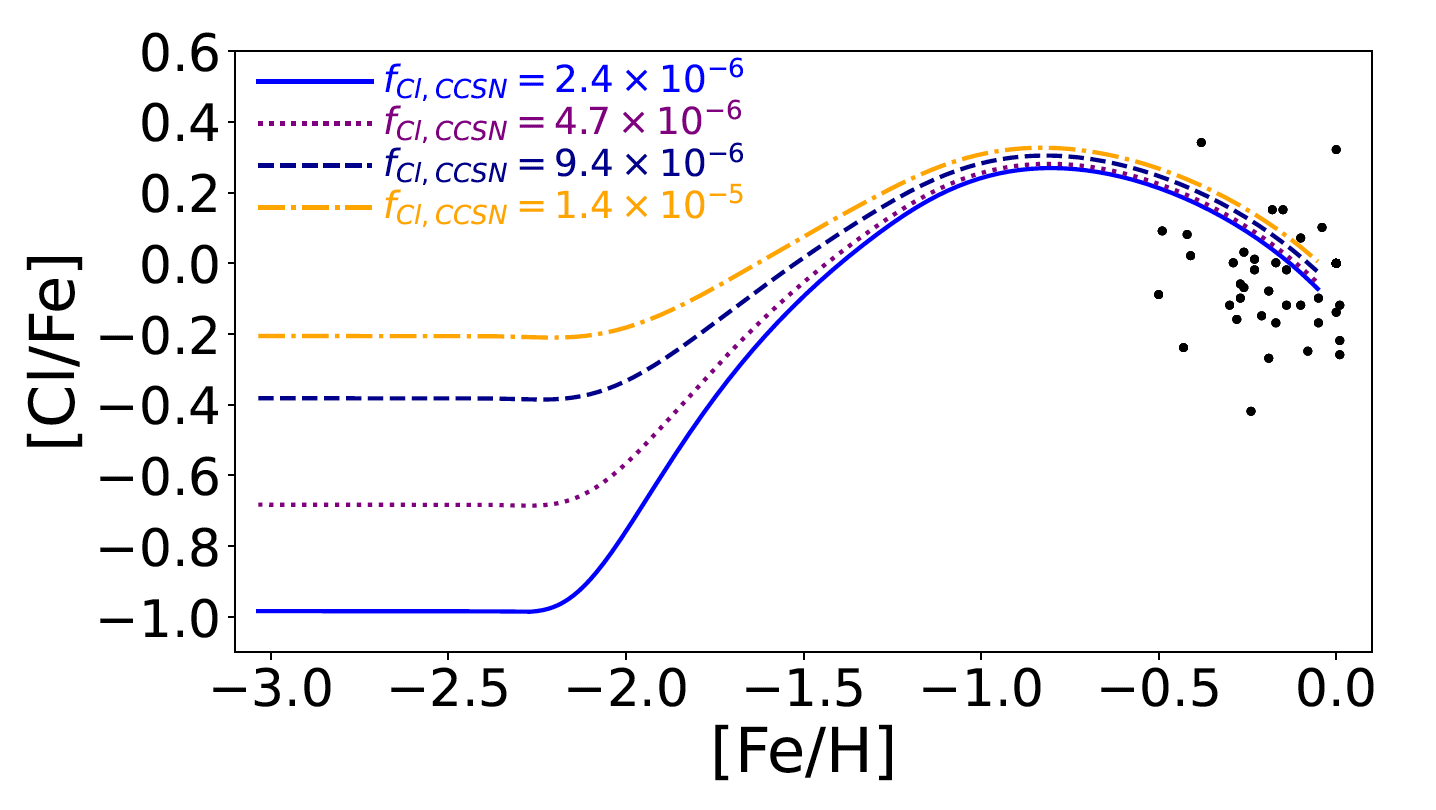 0.6
0.4
0.2
0.0
−0.2
−0.4
−0.6
−0.8
−1.0
[Cl/Fe]
f_{Cl, CCSN} = 2.4 × 10^{−6}
f_{Cl, CCSN} = 4.7 × 10^{−6}
f_{Cl, CCSN} = 9.4 × 10^{−6}
f_{Cl, CCSN} = 1.4 × 10^{−5}
−3.0 −2.5 −2.0 −1.5 −1.0 −0.5 0.0
[Fe/H]